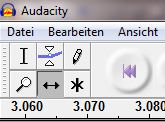 Audacity
Datei Bearbeiten Ansicht
3.060 3.070 3.080